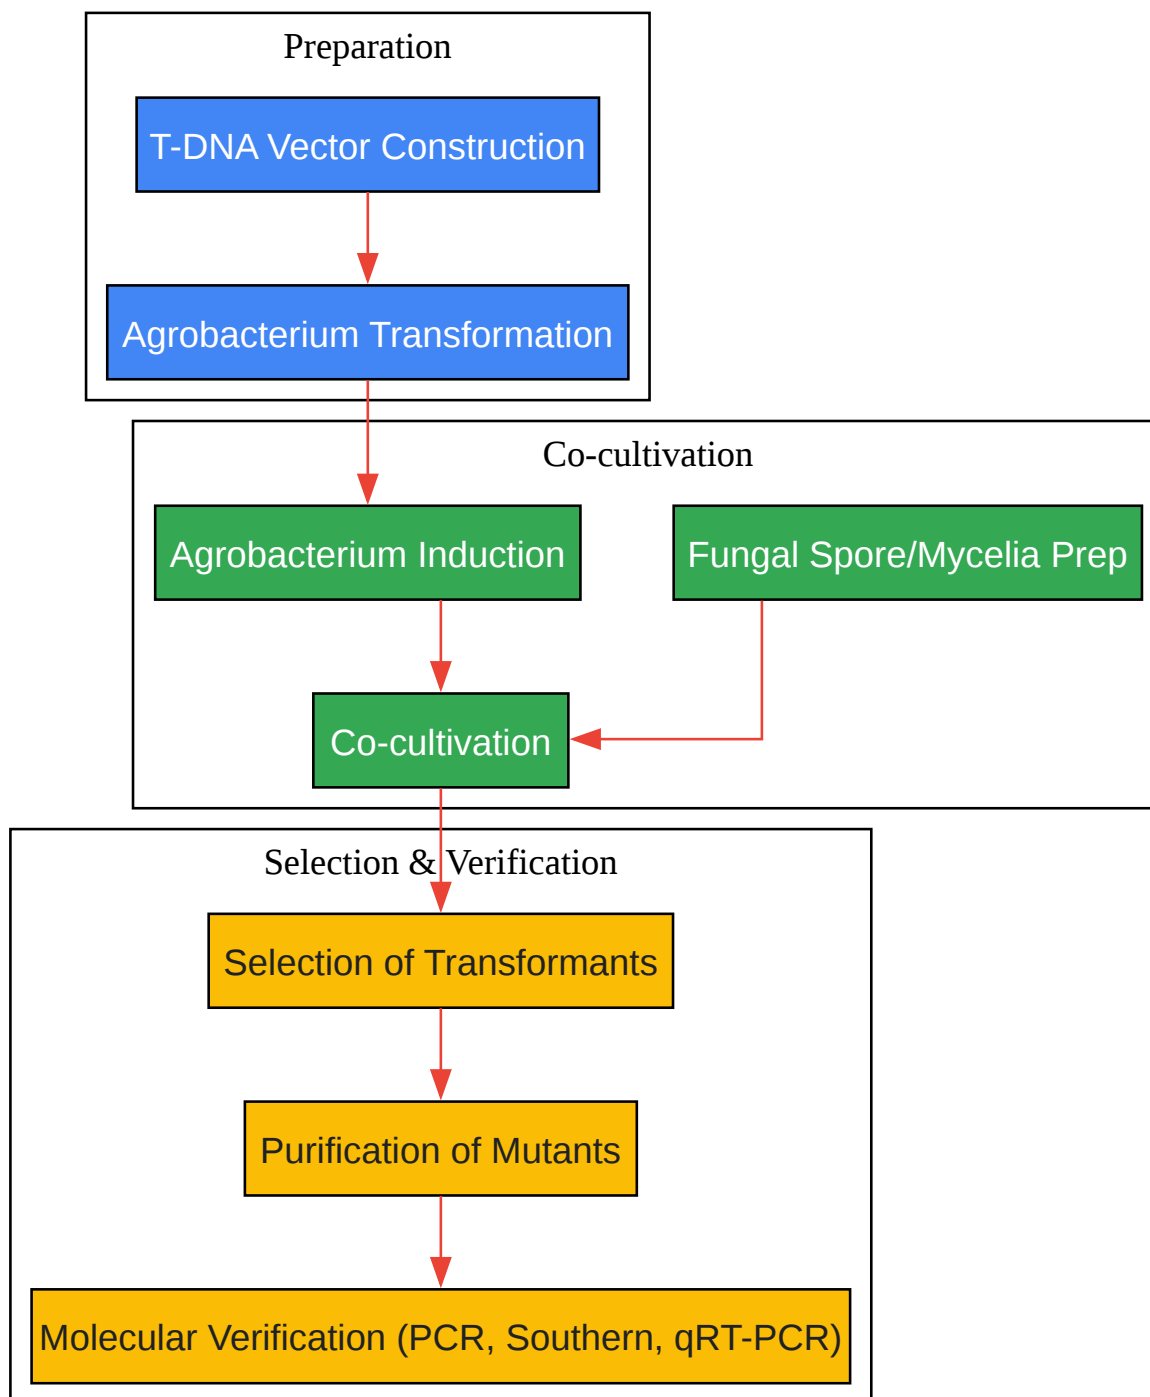 Preparation
T-DNA Vector Construction
Agrobacterium Transformation
Co-cultivation
Agrobacterium Induction
Fungal Spore/Mycelia Prep
Co-cultivation
Selection & Verification
Selection of Transformants
Purification of Mutants
Molecular Verification (PCR, Southern, qRT-PCR)